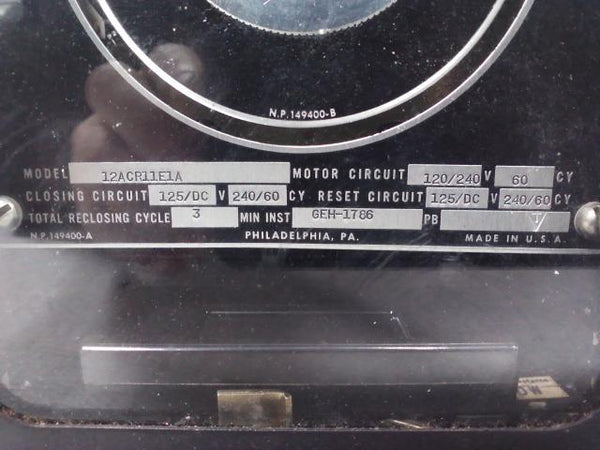 N.P.149400-B
MODEL 12ACR11E1A MOTOR CIRCUIT 120/240 V 60 CY
CLOSING CIRCUIT 125/DC V 240/60 CY RESET CIRCUIT 125/DC V 240/60 CY
TOTAL RECLOSING CYCLE 3 MIN INST GEH-1786 PB T
N.P.149400-A PHILADELPHIA, PA. MADE IN U.S.A.